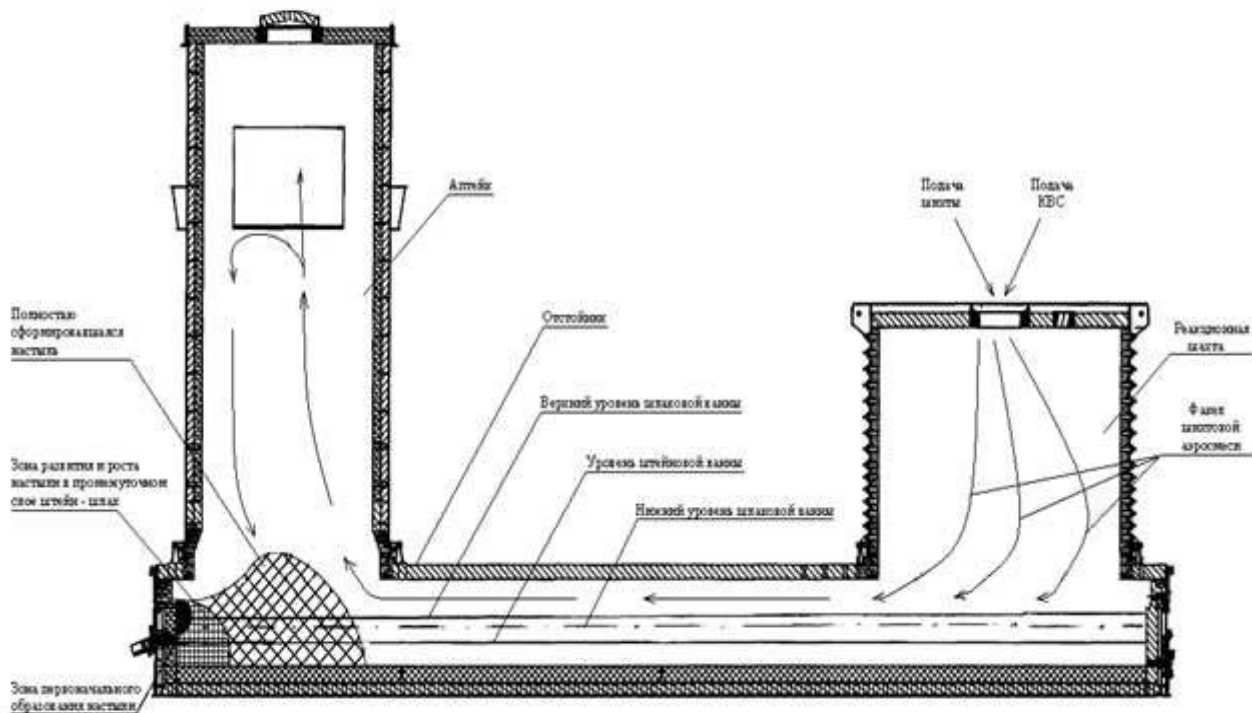 Аптейк
Подача
шихты
Подача
КВС
Полностью
сформировавшаяся
настыль
Отстойник
Реакционная
шахта
Верхний уровень шлаковой ванны
Факел
шихтовой
аэросмеси
Зона развития и роста
настыли в промежуточном
слое штейн - шлак
Уровень штейновой ванны
Нижний уровень шлаковой ванны
Зона первоначального
образования настыли